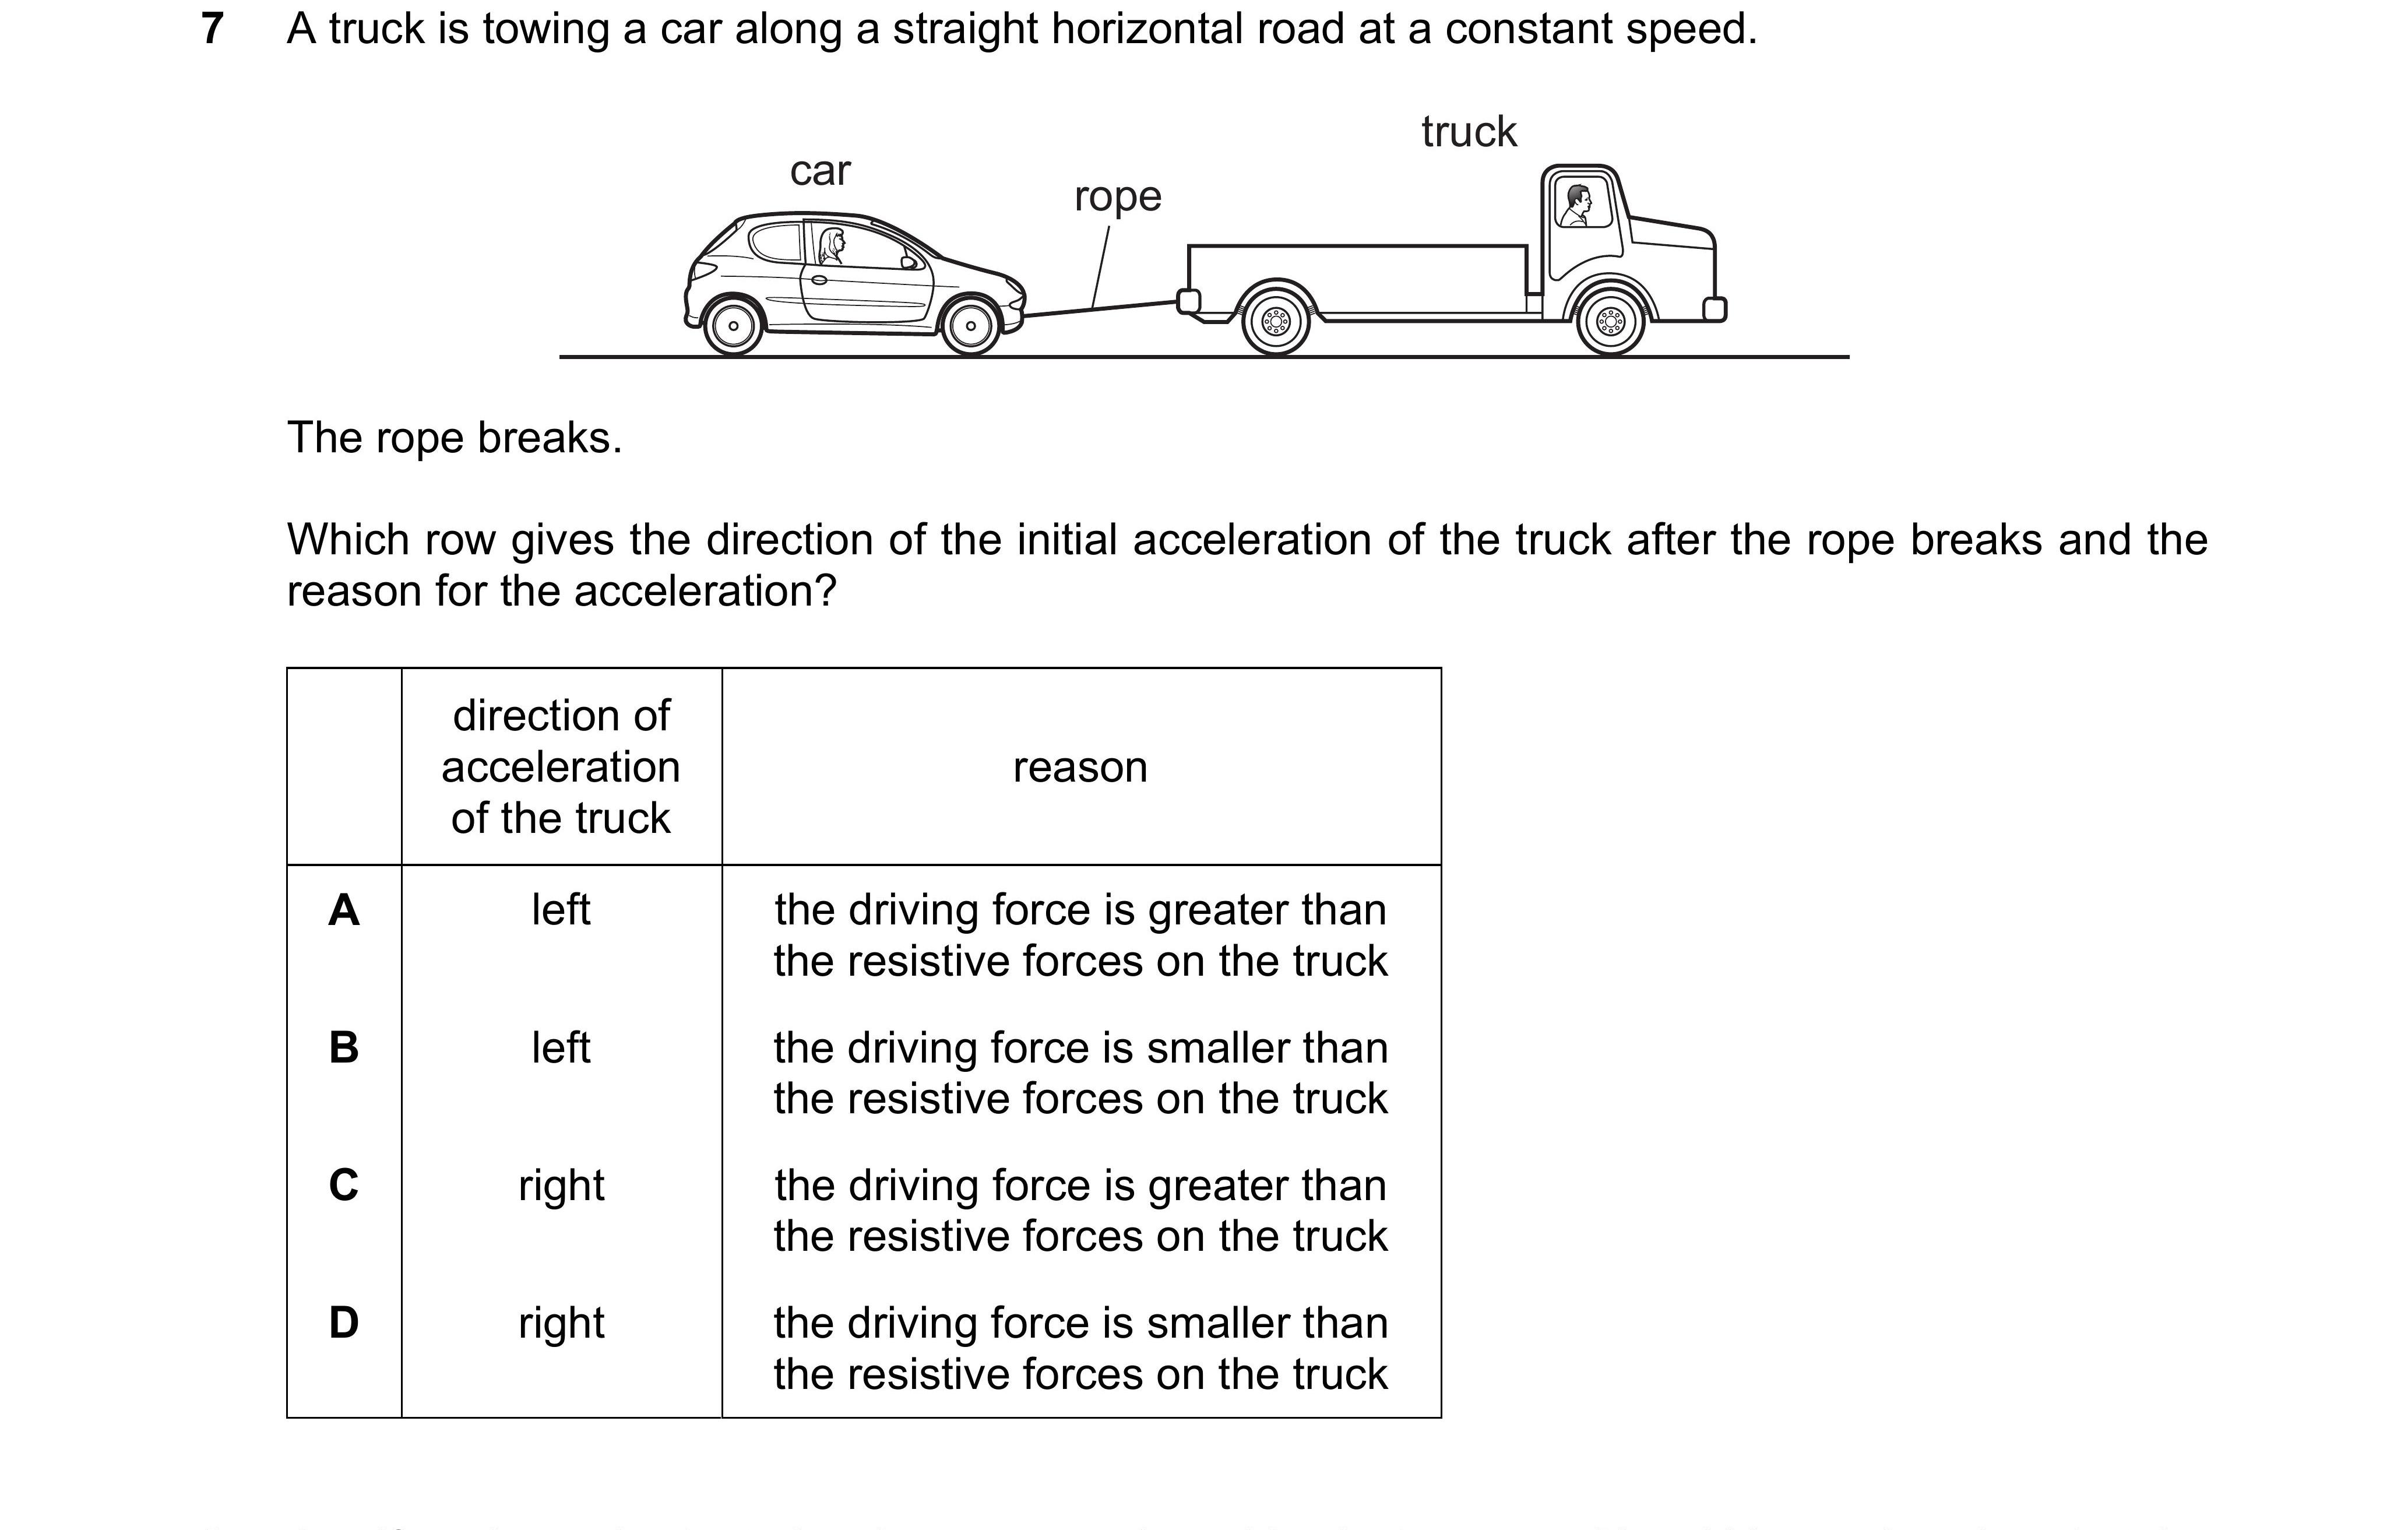 7 A truck is towing a car along a straight horizontal road at a constant speed.
truck
car
rope
The rope breaks.
Which row gives the direction of the initial acceleration of the truck after the rope breaks and the
reason for the acceleration?
direction of
acceleration
of the truck
reason
A left the driving force is greater than
the resistive forces on the truck
B left the driving force is smaller than
the resistive forces on the truck
C right the driving force is greater than
the resistive forces on the truck
D right the driving force is smaller than
the resistive forces on the truck